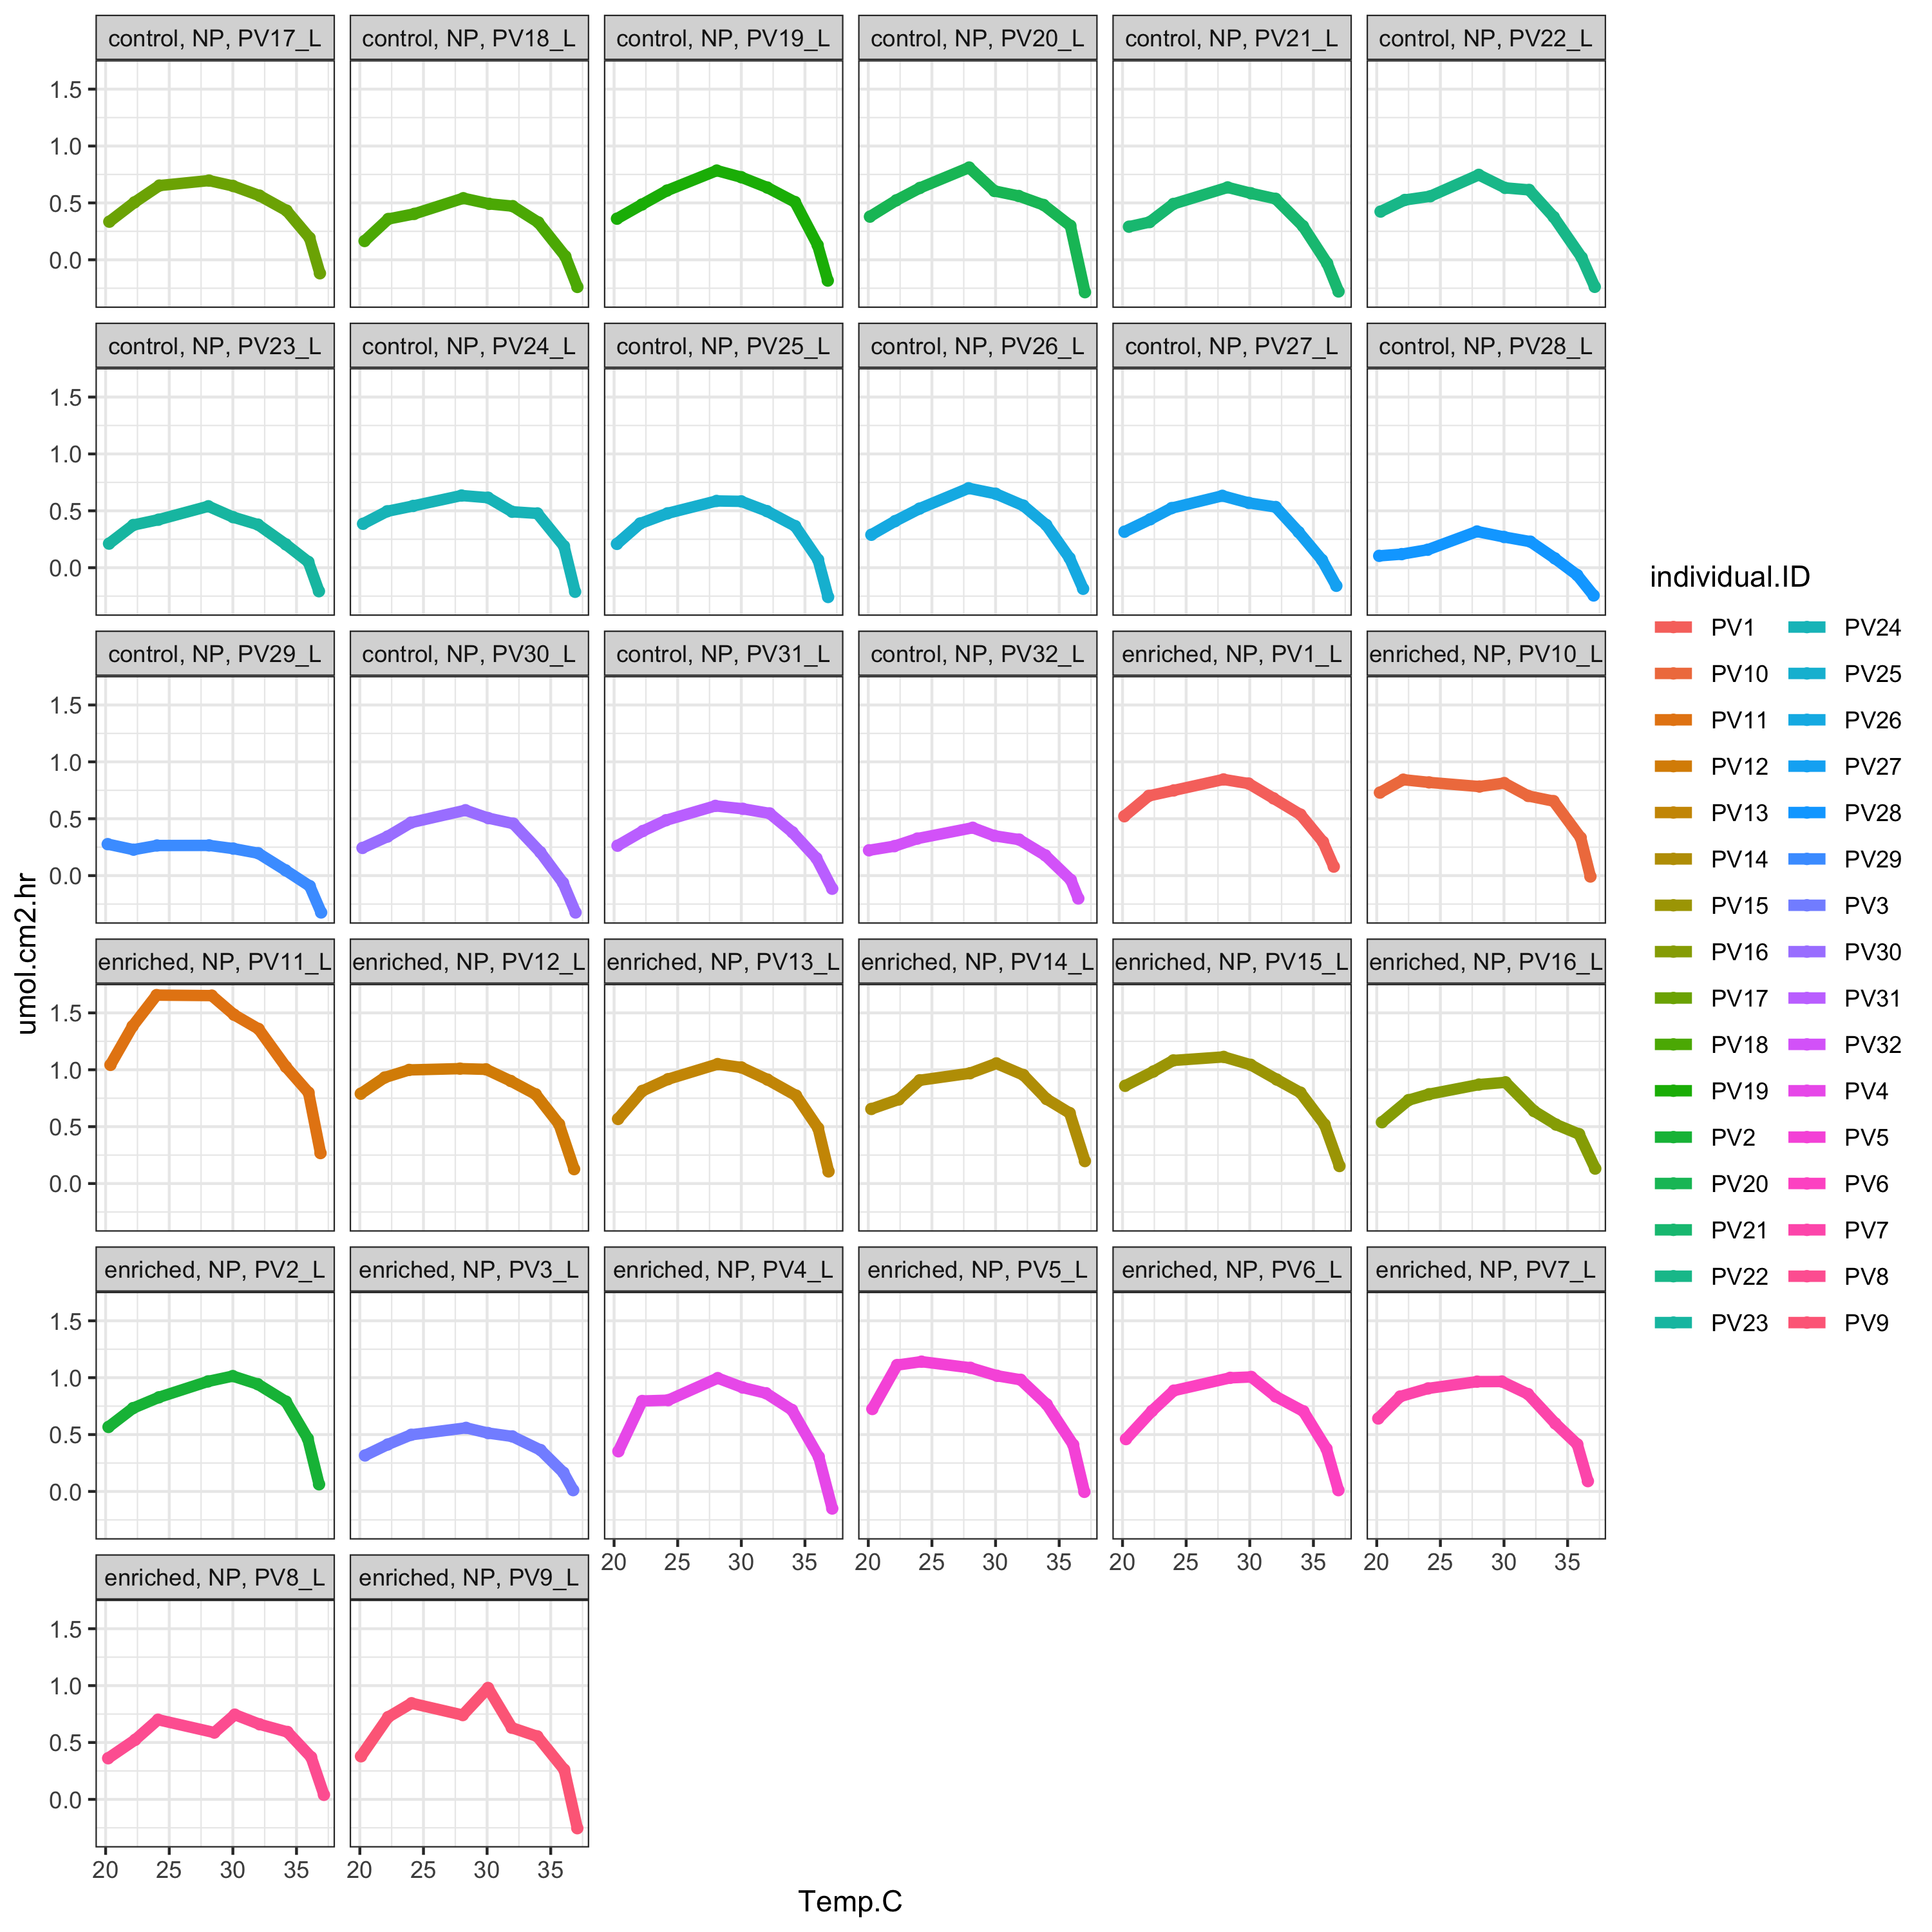 control, NP, PV17_L
control, NP, PV18_L
control, NP, PV19_L
control, NP, PV20_L
control, NP, PV21_L
control, NP, PV22_L
1.5
1.0
0.5
0.0
control, NP, PV23_L
control, NP, PV24_L
control, NP, PV25_L
control, NP, PV26_L
control, NP, PV27_L
control, NP, PV28_L
1.5
1.0
0.5
0.0
control, NP, PV29_L
control, NP, PV30_L
control, NP, PV31_L
control, NP, PV32_L
enriched, NP, PV1_L
enriched, NP, PV10_L
1.5
1.0
0.5
0.0
enriched, NP, PV11_L
enriched, NP, PV12_L
enriched, NP, PV13_L
enriched, NP, PV14_L
enriched, NP, PV15_L
enriched, NP, PV16_L
1.5
1.0
0.5
0.0
enriched, NP, PV2_L
enriched, NP, PV3_L
enriched, NP, PV4_L
enriched, NP, PV5_L
enriched, NP, PV6_L
enriched, NP, PV7_L
1.5
1.0
0.5
0.0
20 25 30 35
20 25 30 35
20 25 30 35
20 25 30 35
enriched, NP, PV8_L
enriched, NP, PV9_L
1.5
1.0
0.5
0.0
20 25 30 35
20 25 30 35
Temp.C
umol.cm2.hr
individual.ID
PV1
PV10
PV11
PV12
PV13
PV14
PV15
PV16
PV17
PV18
PV19
PV2
PV20
PV21
PV22
PV23
PV24
PV25
PV26
PV27
PV28
PV29
PV3
PV30
PV31
PV32
PV4
PV5
PV6
PV7
PV8
PV9